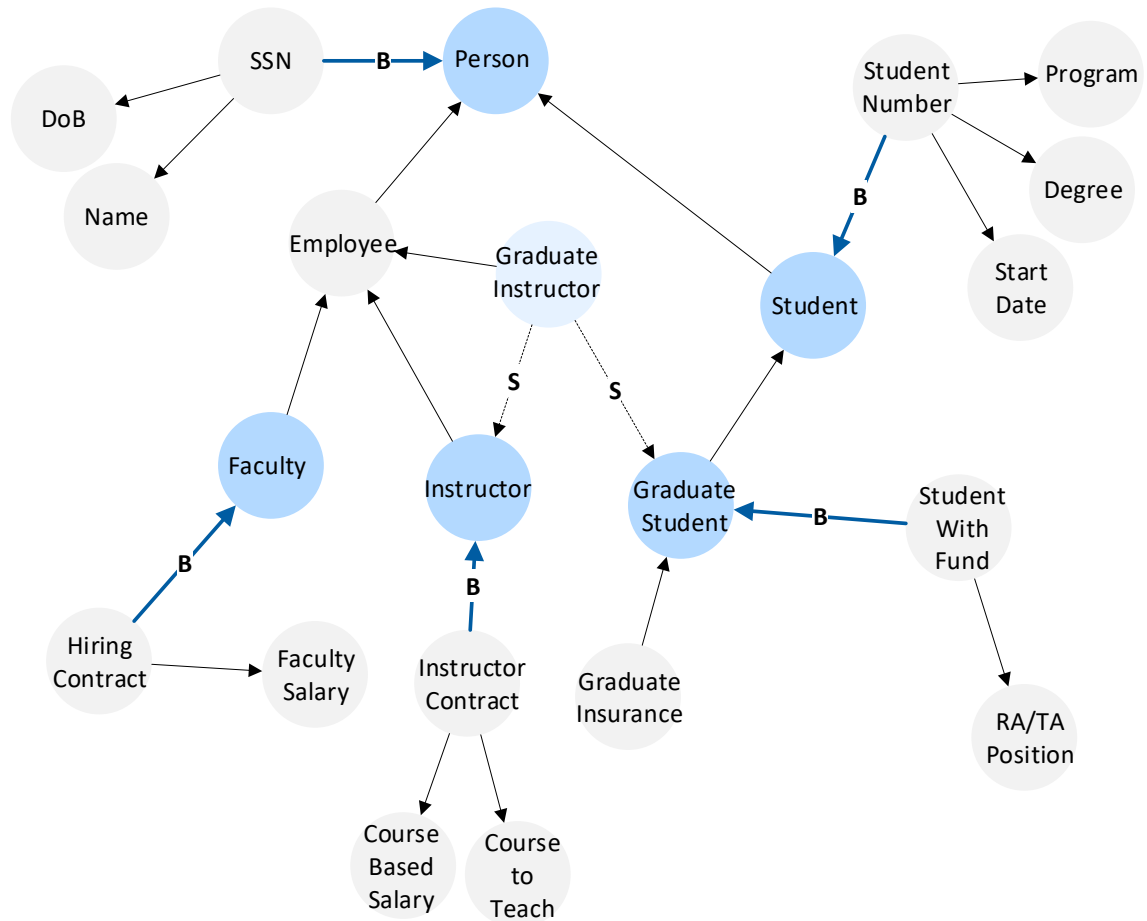 SSN
B
Person
Student
Number
Program
DoB
Name
Degree
B
Employee
Graduate
Instructor
Student
Start
Date
S
S
Faculty
Instructor
Graduate
Student
B
Student
With
Fund
B
B
Hiring
Contract
Faculty
Salary
Instructor
Contract
Graduate
Insurance
RA/TA
Position
Course
Based
Salary
Course
to
Teach